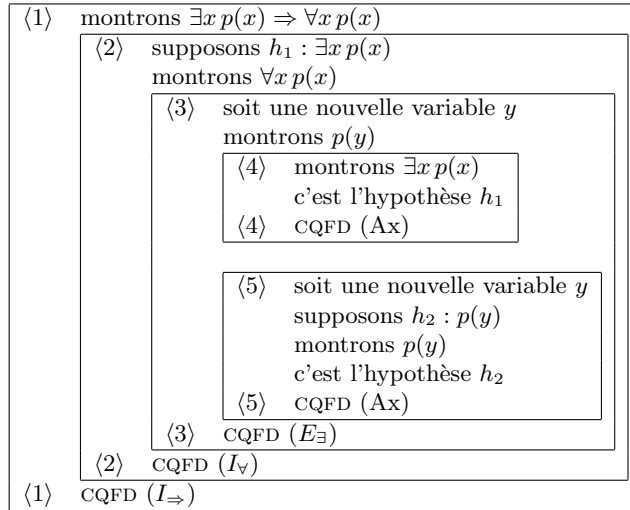 ⟨1⟩ montrons ∃x p(x) ⇒ ∀x p(x)
⟨2⟩ supposons h₁ : ∃x p(x)
montrons ∀x p(x)
⟨3⟩ soit une nouvelle variable y
montrons p(y)
⟨4⟩ montrons ∃x p(x)
c'est l'hypothèse h₁
⟨4⟩ CQFD (Ax)
⟨5⟩ soit une nouvelle variable y
supposons h₂ : p(y)
montrons p(y)
c'est l'hypothèse h₂
⟨5⟩ CQFD (Ax)
⟨3⟩ CQFD (E∃)
⟨2⟩ CQFD (I∀)
⟨1⟩ CQFD (I⇒)